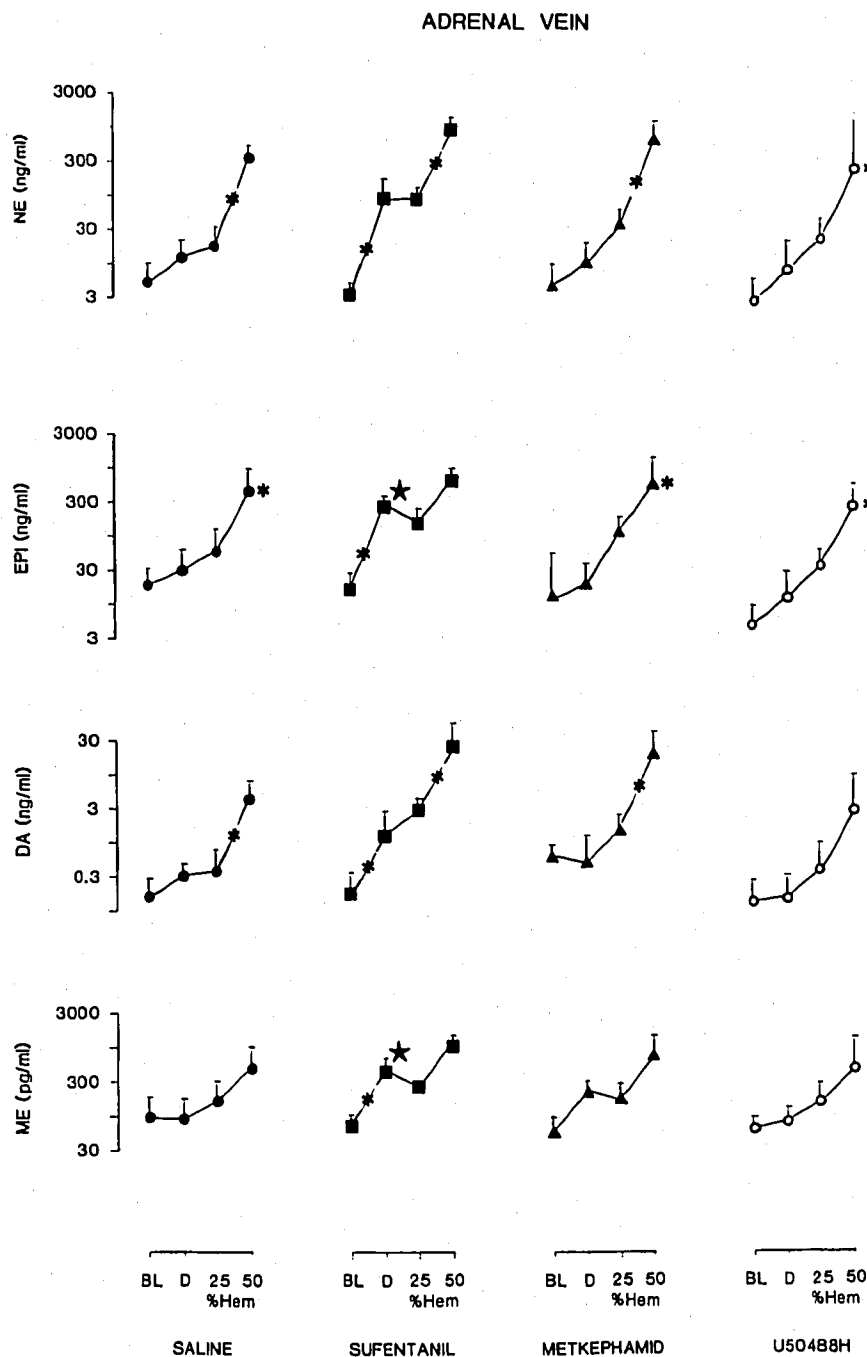 ADRENAL VEIN
NE (ng/ml)
3000
300
30
3
EPI (ng/ml)
3000
300
30
3
DA (ng/ml)
30
3
0.3
ME (pg/ml)
3000
300
30
BL D 25 50
%Hem
BL D 25 50
%Hem
BL D 25 50
%Hem
BL D 25 50
%Hem
SALINE
SUFENTANIL
METKEPHAMID
U50488H